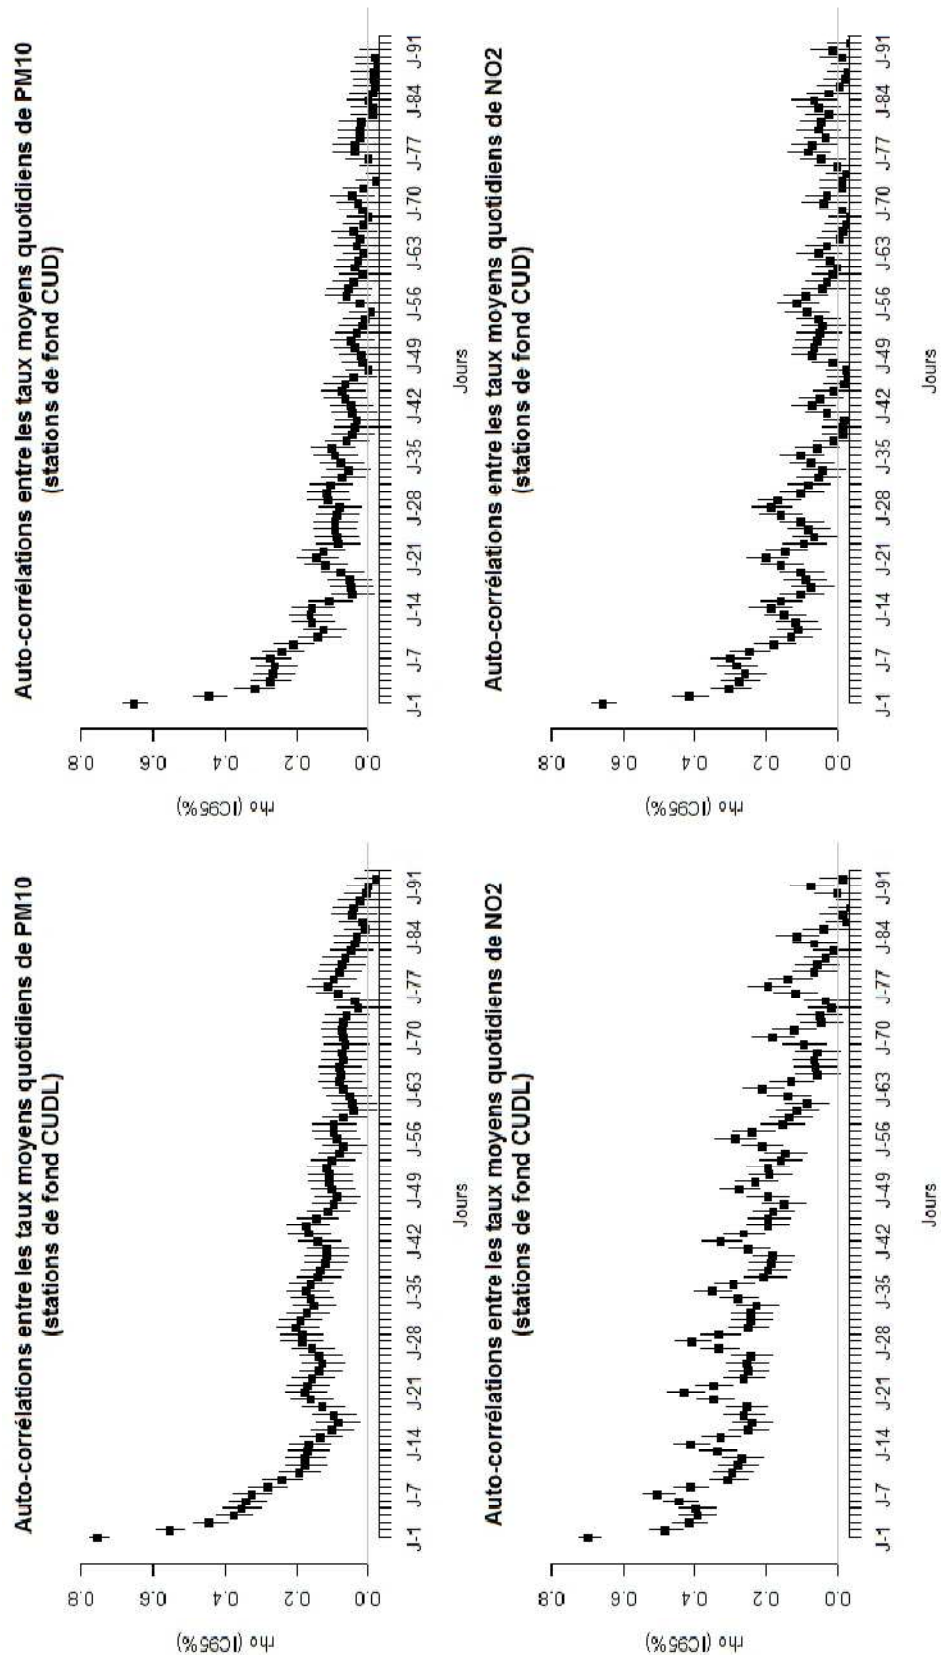 Auto-corrélations entre les taux moyens quotidiens de PM10
(stations de fond CUDL)
rho (IC95%)
0.8
0.6
0.4
0.2
0.0
J-1 J-7 J-14 J-21 J-28 J-35 J-42 J-49 J-56 J-63 J-70 J-77 J-84 J-91
Jours
Auto-corrélations entre les taux moyens quotidiens de PM10
(stations de fond CUD)
rho (IC95%)
0.8
0.6
0.4
0.2
0.0
J-1 J-7 J-14 J-21 J-28 J-35 J-42 J-49 J-56 J-63 J-70 J-77 J-84 J-91
Jours
Auto-corrélations entre les taux moyens quotidiens de NO2
(stations de fond CUDL)
rho (IC95%)
0.8
0.6
0.4
0.2
0.0
J-1 J-7 J-14 J-21 J-28 J-35 J-42 J-49 J-56 J-63 J-70 J-77 J-84 J-91
Jours
Auto-corrélations entre les taux moyens quotidiens de NO2
(stations de fond CUD)
rho (IC95%)
0.8
0.6
0.4
0.2
0.0
J-1 J-7 J-14 J-21 J-28 J-35 J-42 J-49 J-56 J-63 J-70 J-77 J-84 J-91
Jours